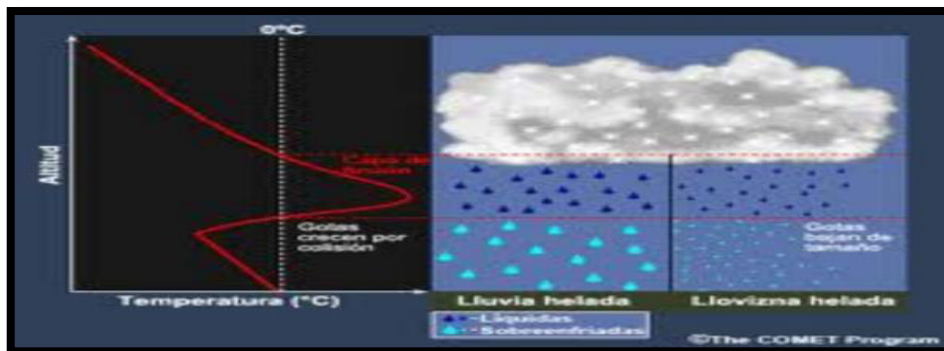 0°C
Altitud
Capa de
fusión
Gotas
crecen por
colisión
Gotas
bajan de
tamaño
Temperatura (°C)
Lluvia helada
Llovizna helada
-Líquidas
-Sobreenfriadas
©The COMET Program